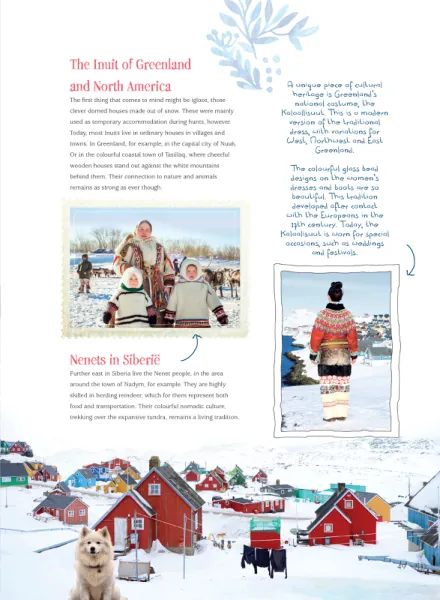 The Inuit of Greenland
and North America
The first thing that comes to mind might be igloos, those
clever domed houses made out of snow. These were mainly
used as temporary accommodation during hunts, however.
Today, most Inuits live in ordinary houses in villages and
towns. In Greenland, for example, in the capital city of Nuuk.
Or in the colourful coastal town of Tasiilaq, where cheerful
wooden houses stand out against the white mountains
behind them. Their connection to nature and animals
remains as strong as ever though.
A unique piece of cultural
heritage is Greenland's
national costume, the
Kalaallisuut. This is a modern
version of the traditional
dress, with variations for
West, Northwest and East
Greenland.
The colourful glass bead
designs on the women's
dresses and boots are so
beautiful. This tradition
developed after contact
with the Europeans in the
17th century. Today, the
Kalaallisuut is worn for special
occasions, such as weddings
and festivals.
Nenets in Siberië
Further east in Siberia live the Nenet people, in the area
around the town of Nadym, for example. They are highly
skilled in herding reindeer, which for them represent both
food and transportation. Their colourful nomadic culture,
trekking over the expansive tundra, remains a living tradition.